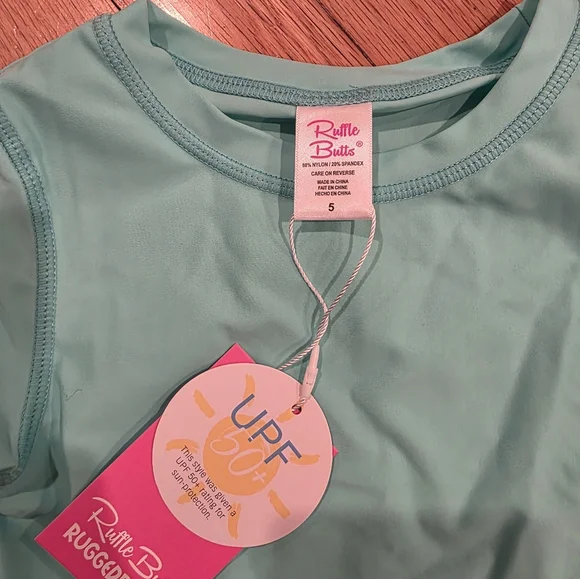 Ruffle
Butts®
80% NYLON / 20% SPANDEX
CARE ON REVERSE
MADE IN CHINA
FAIT EN CHINE
HECHO EN CHINA
5
UPF
50+
This style was given a
UPF 50+ rating for
sun-protection.
Ruffle Bu
RUGGED